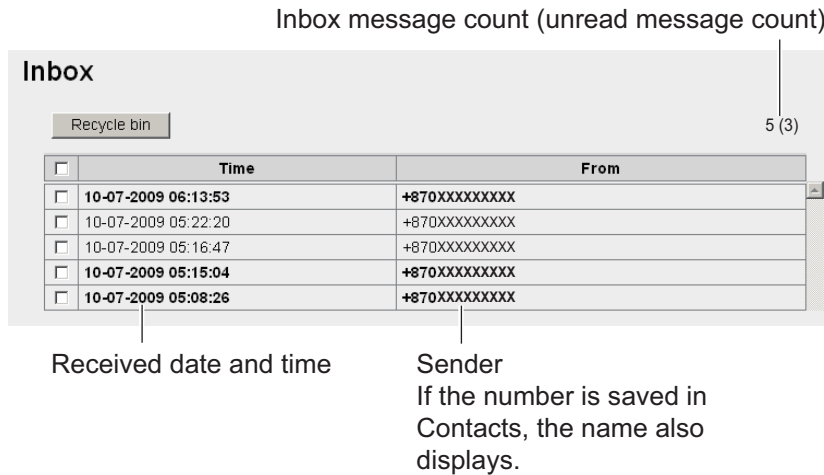 Inbox message count (unread message count)
Inbox
Recycle bin
5 (3)
Time From
10-07-2009 06:13:53 +870XXXXXXXXX
10-07-2009 05:22:20 +870XXXXXXXXX
10-07-2009 05:16:47 +870XXXXXXXXX
10-07-2009 05:15:04 +870XXXXXXXXX
10-07-2009 05:08:26 +870XXXXXXXXX
Received date and time
Sender
If the number is saved in
Contacts, the name also
displays.